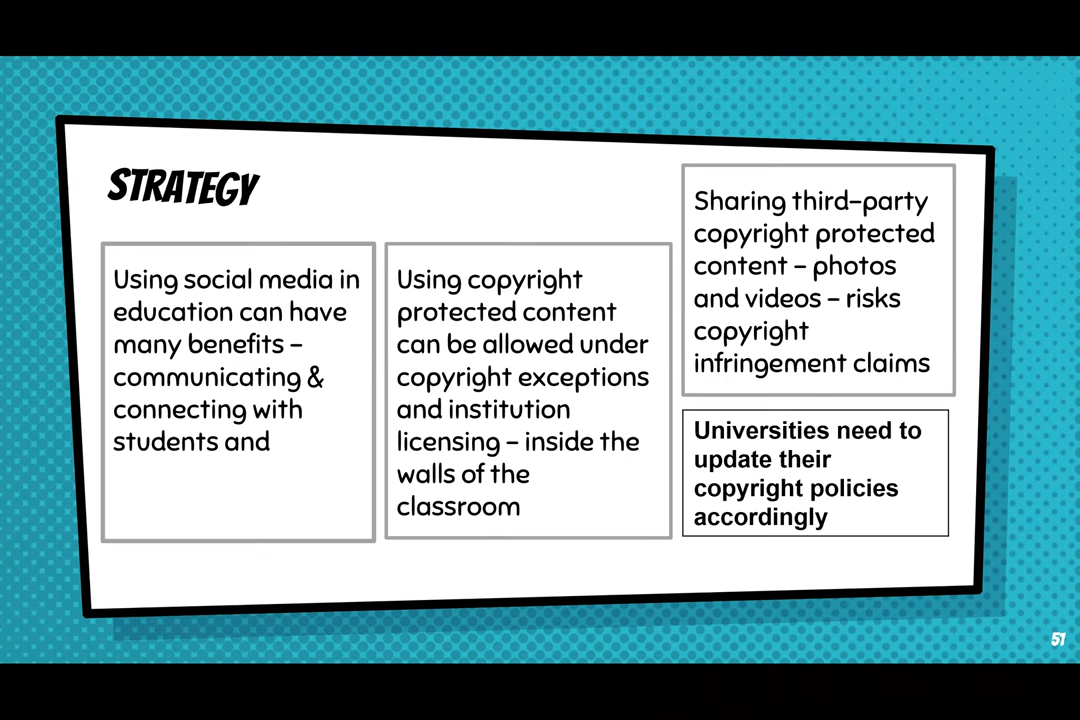 STRATEGY
Using social media in
education can have
many benefits –
communicating &
connecting with
students and
Using copyright
protected content
can be allowed under
copyright exceptions
and institution
licensing – inside the
walls of the
classroom
Sharing third-party
copyright protected
content – photos
and videos – risks
copyright
infringement claims
Universities need to
update their
copyright policies
accordingly
51